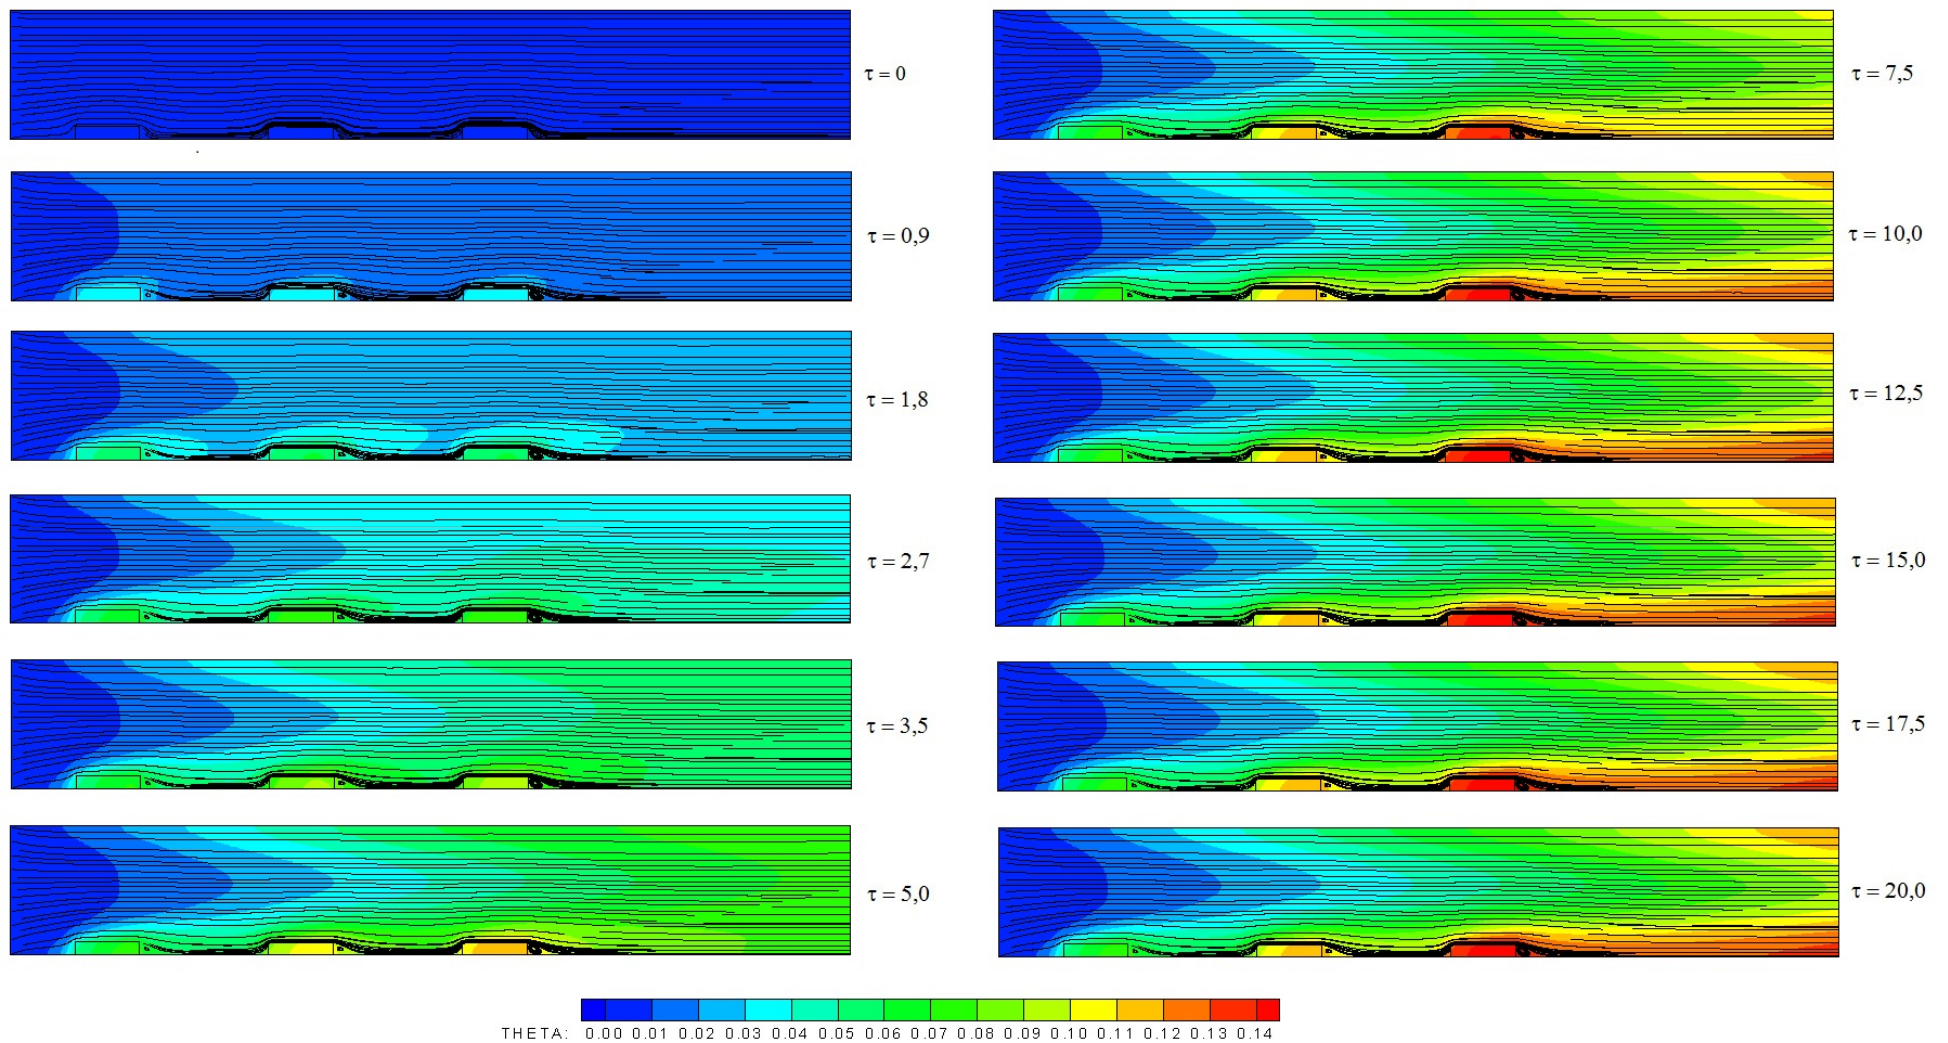 τ = 0
τ = 0,9
τ = 1,8
τ = 2,7
τ = 3,5
τ = 5,0
τ = 7,5
τ = 10,0
τ = 12,5
τ = 15,0
τ = 17,5
τ = 20,0
THETA: 0.00 0.01 0.02 0.03 0.04 0.05 0.06 0.07 0.08 0.09 0.10 0.11 0.12 0.13 0.14